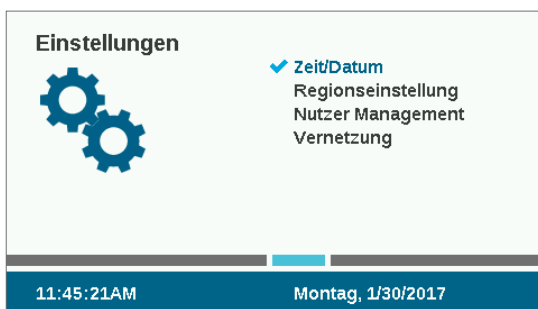 Einstellungen
Zeit/Datum
Regionseinstellung
Nutzer Management
Vernetzung
11:45:21AM Montag, 1/30/2017